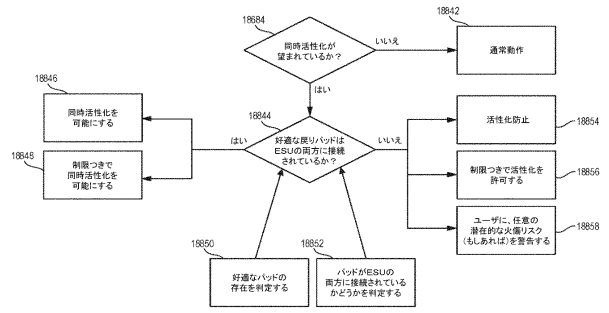 18684
同時活性化が
望まれているか？
いいえ
18842
通常動作
はい
18846
同時活性化を
可能にする
18848
制限つきで
同時活性化を
可能にする
はい
18844
好適な戻りパッドは
ESUの両方に接続
されているか？
いいえ
活性化防止
18854
制限つきで活性化を
許可する
18856
ユーザに、任意の
潜在的な火傷リスク
(もしあれば)を警告する
18858
18850
好適なパッドの
存在を判定する
18852
パッドがESUの
両方に接続されている
かどうかを判定する